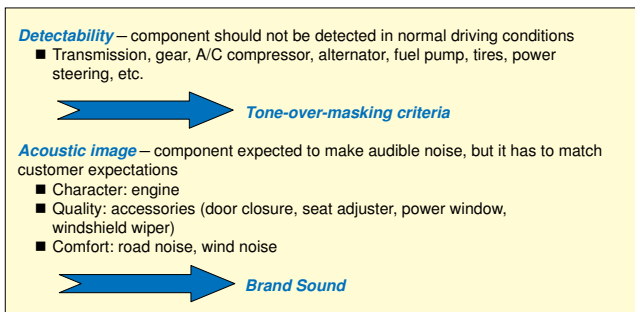 Detectability – component should not be detected in normal driving conditions
■ Transmission, gear, A/C compressor, alternator, fuel pump, tires, power
steering, etc.
Tone-over-masking criteria
Acoustic image – component expected to make audible noise, but it has to match
customer expectations
■ Character: engine
■ Quality: accessories (door closure, seat adjuster, power window,
windshield wiper)
■ Comfort: road noise, wind noise
Brand Sound